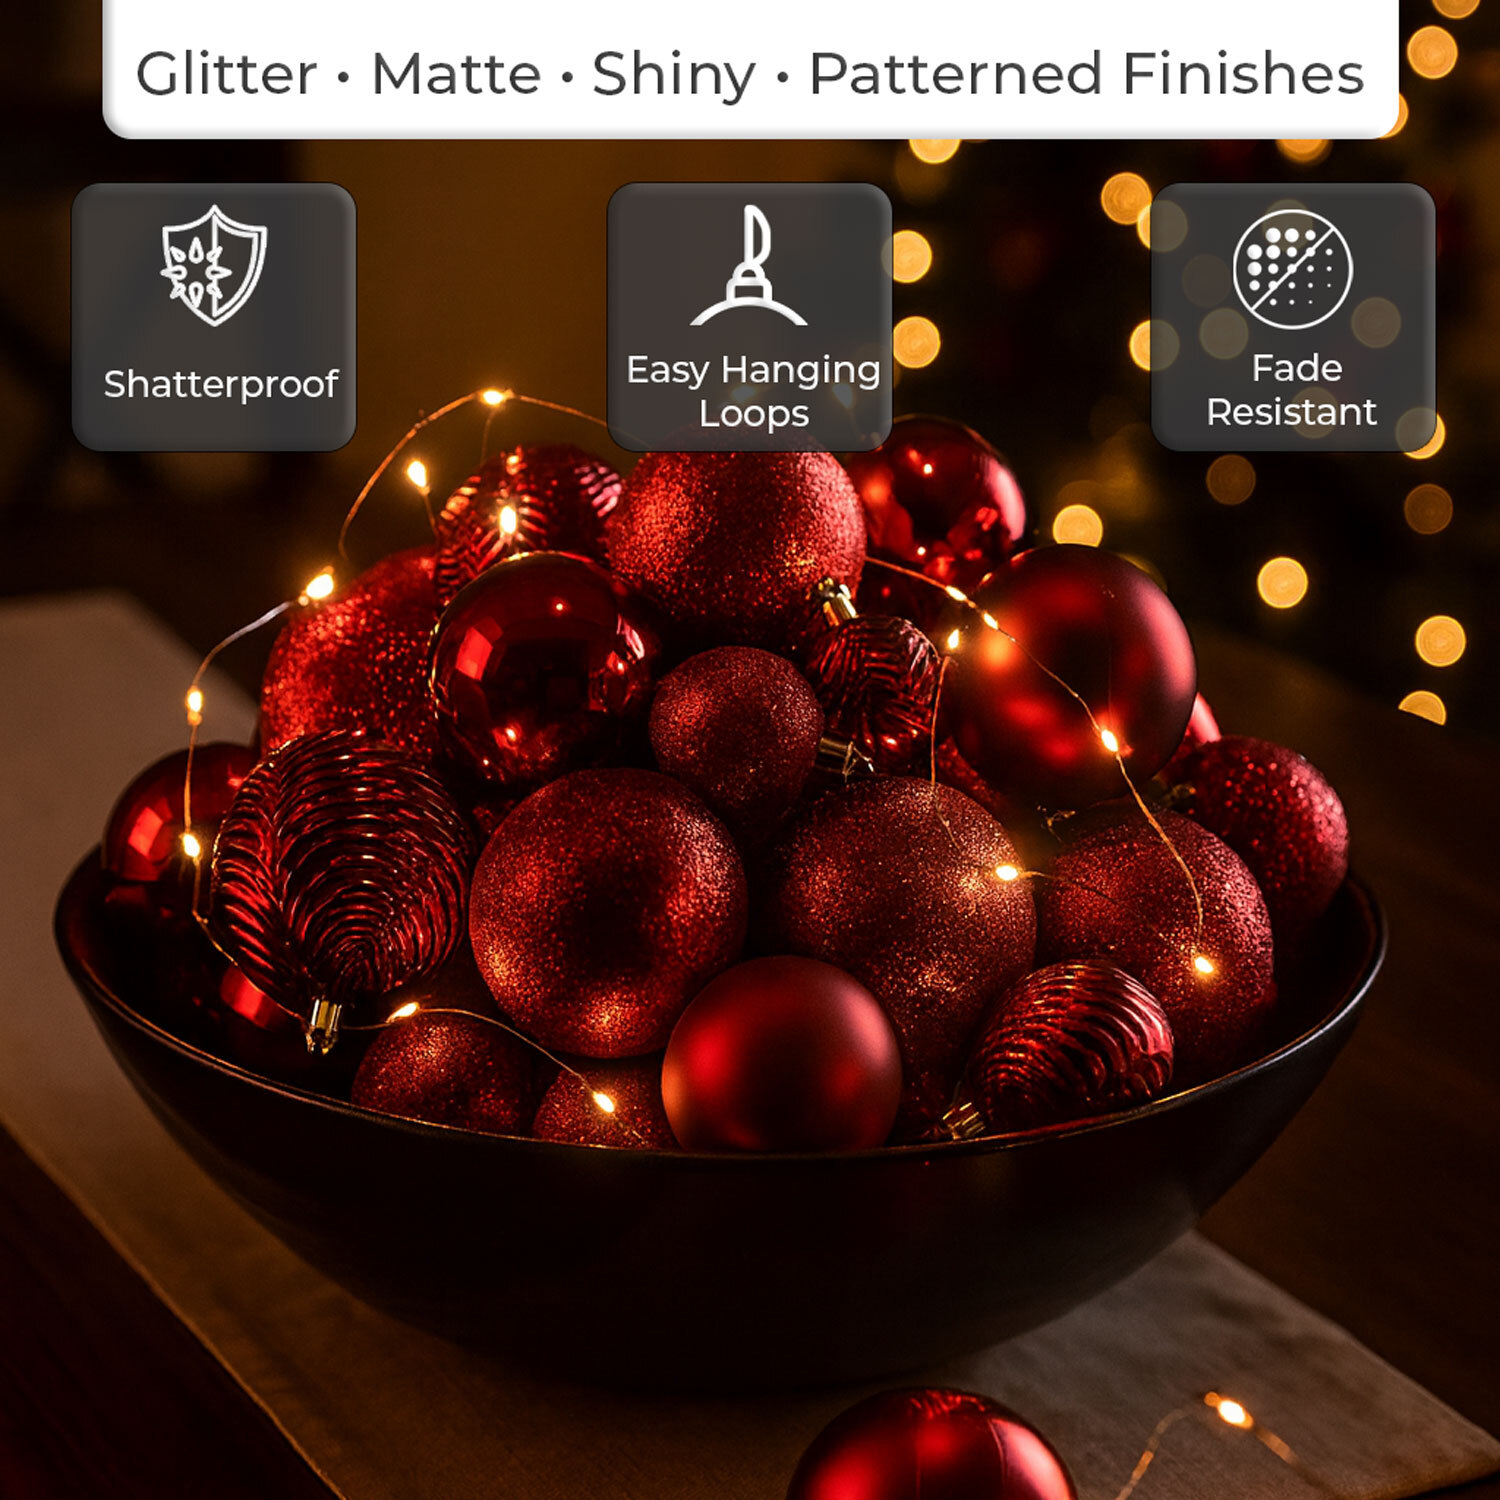 Glitter • Matte • Shiny • Patterned Finishes
Shatterproof
Easy Hanging
Loops
Fade
Resistant